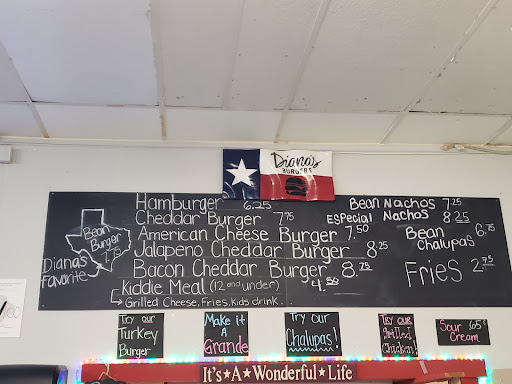 Diana's
BURGERS
Hamburger 6.25
Cheddar Burger 7.75
American Cheese Burger 7.50
Jalapeno Cheddar Burger 8.25
Bacon Cheddar Burger 8.75
Kiddie Meal (12 and under) 4.50
Grilled Cheese, Fries, Kids drink
Bean
Burger
7.75
Diana's
Favorite
Bean Nachos 7.25
Especial Nachos 8.25
Bean
Chalupas 6.75
Fries 2.75
Try our
Turkey
Burger
Make it
A
Grande
Try our
Chalupas!
Try our
Grilled
Chicken!
Sour 65¢
Cream
It's★A★Wonderful★Life